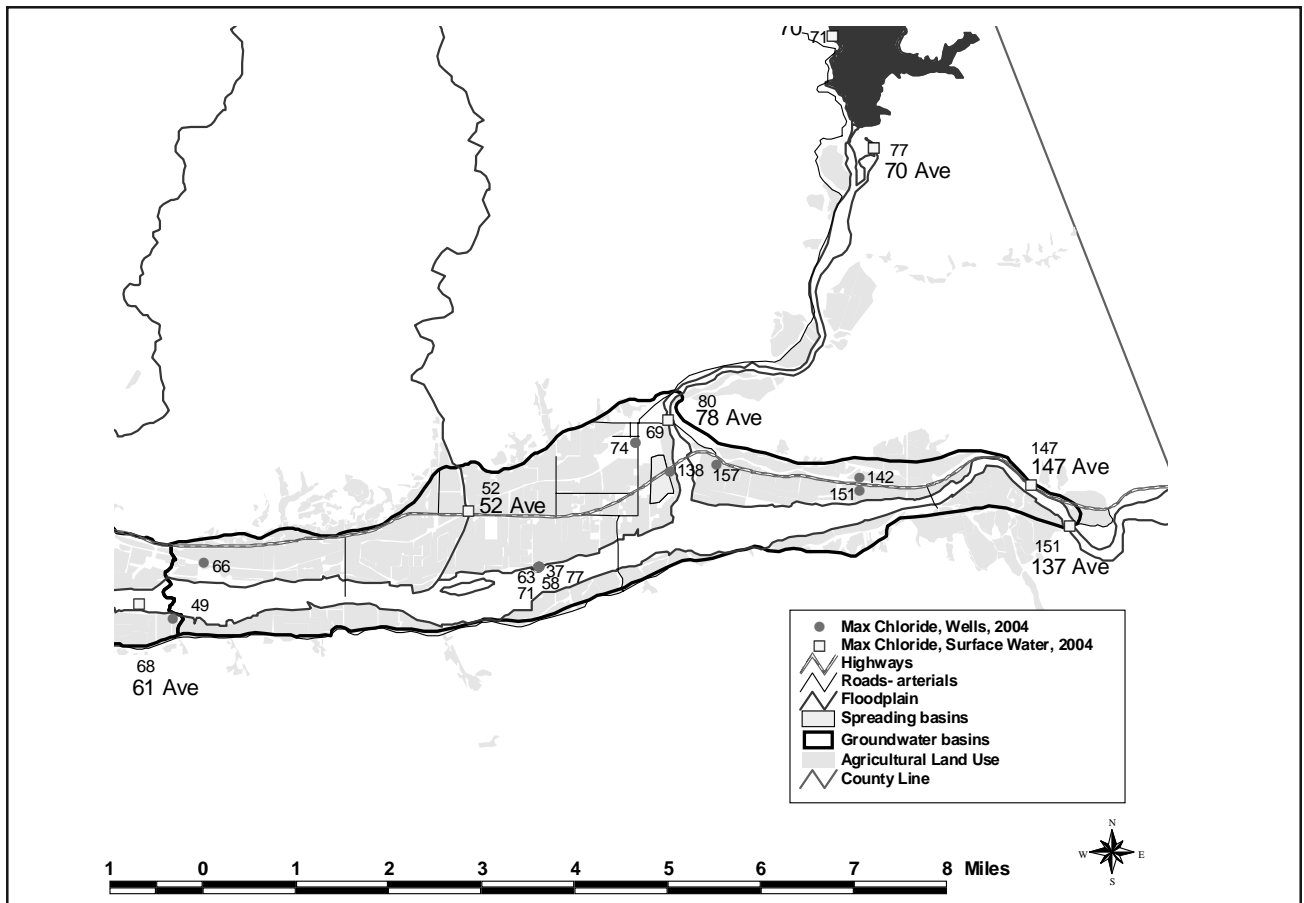 71
77
70 Ave
80
78 Ave
69
74
138
157
142
151
147
147 Ave
151
137 Ave
52
52 Ave
66
63 37 77
71 58
49
68
61 Ave
Max Chloride, Wells, 2004
Max Chloride, Surface Water, 2004
Highways
Roads- arterials
Floodplain
Spreading basins
Groundwater basins
Agricultural Land Use
County Line
N
W E
S
1 0 1 2 3 4 5 6 7 8 Miles